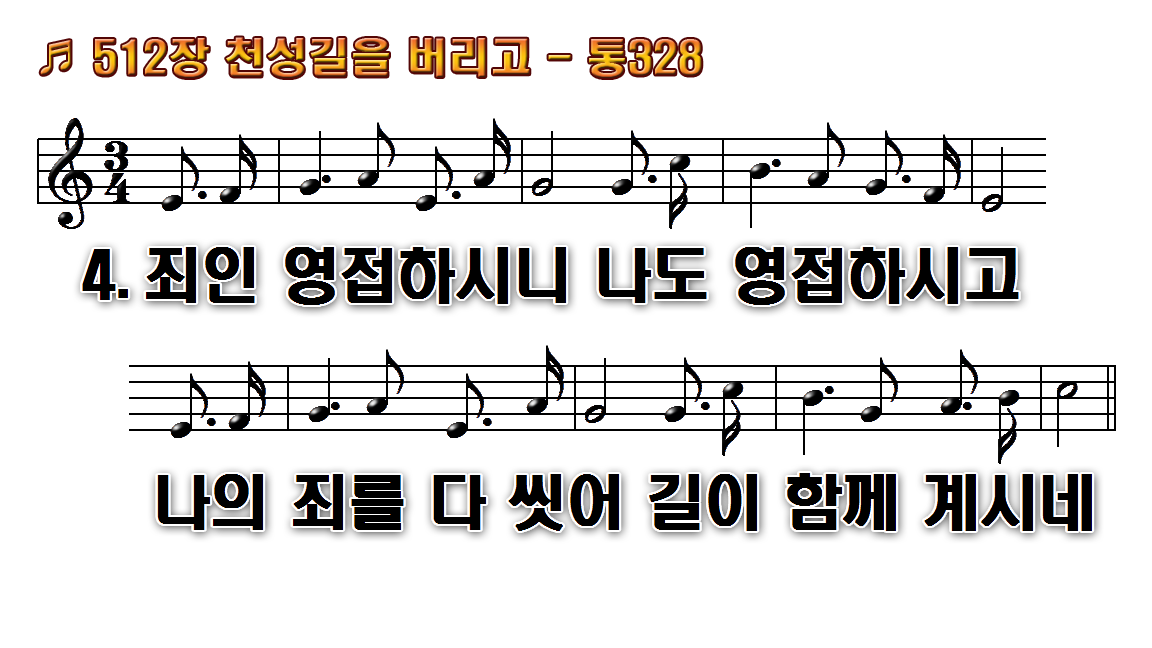 ♬ 512장 천성길을 버리고 - 통328
3
4
4. 죄인 영접하시니 나도 영접하시고
나의 죄를 다 씻어 길이 함께 계시네